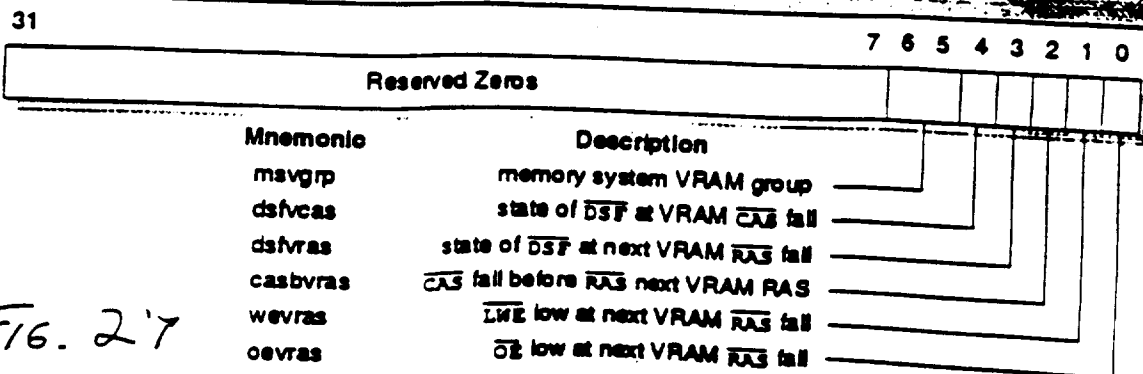 31 7 6 5 4 3 2 1 0
Reserved Zeros
Mnemonic Description
msvgrp memory system VRAM group
dsfvcas state of DSF at VRAM CAS fall
dsfvras state of DSF at next VRAM RAS fall
casbvras CAS fall before RAS next VRAM RAS
wevras LWE low at next VRAM RAS fall
oevras OE low at next VRAM RAS fall
FIG. 27